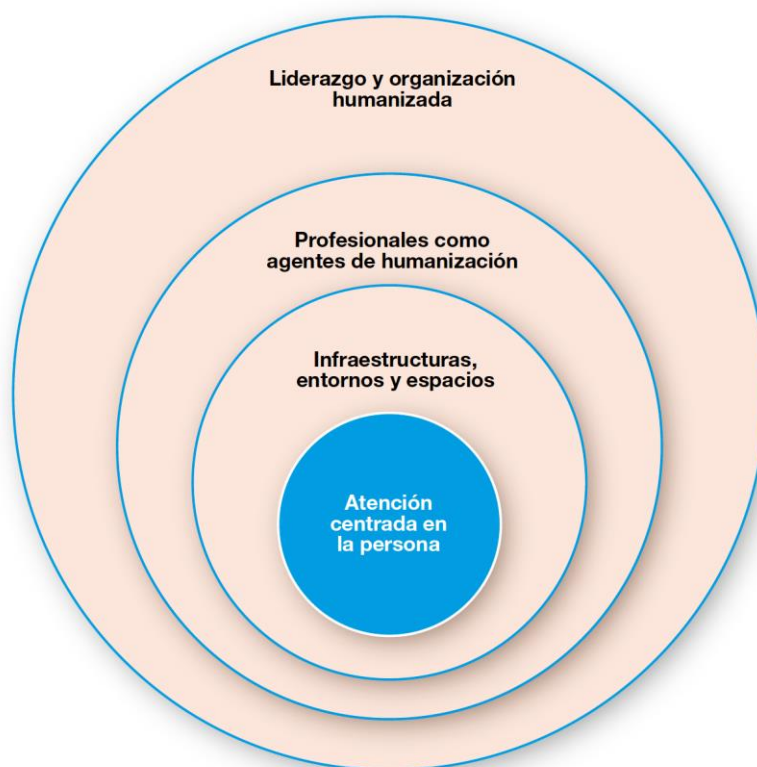 Liderazgo y organización
humanizada
Profesionales como
agentes de humanización
Infraestructuras,
entornos y espacios
Atención
centrada en
la persona